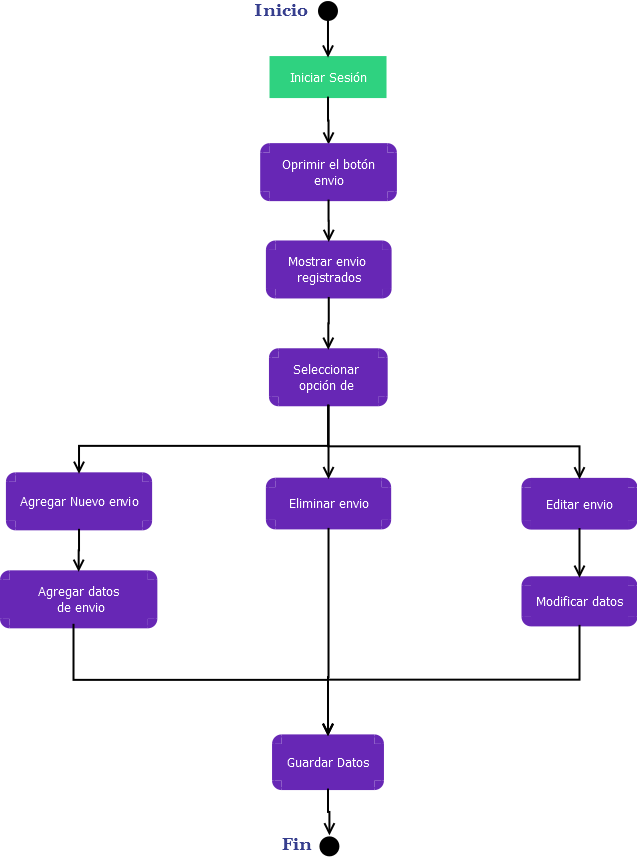 Inicio
Iniciar Sesión
Oprimir el botón
envio
Mostrar envio
registrados
Seleccionar
opción de
Agregar Nuevo envio
Eliminar envio
Editar envio
Agregar datos
de envio
Modificar datos
Guardar Datos
Fin